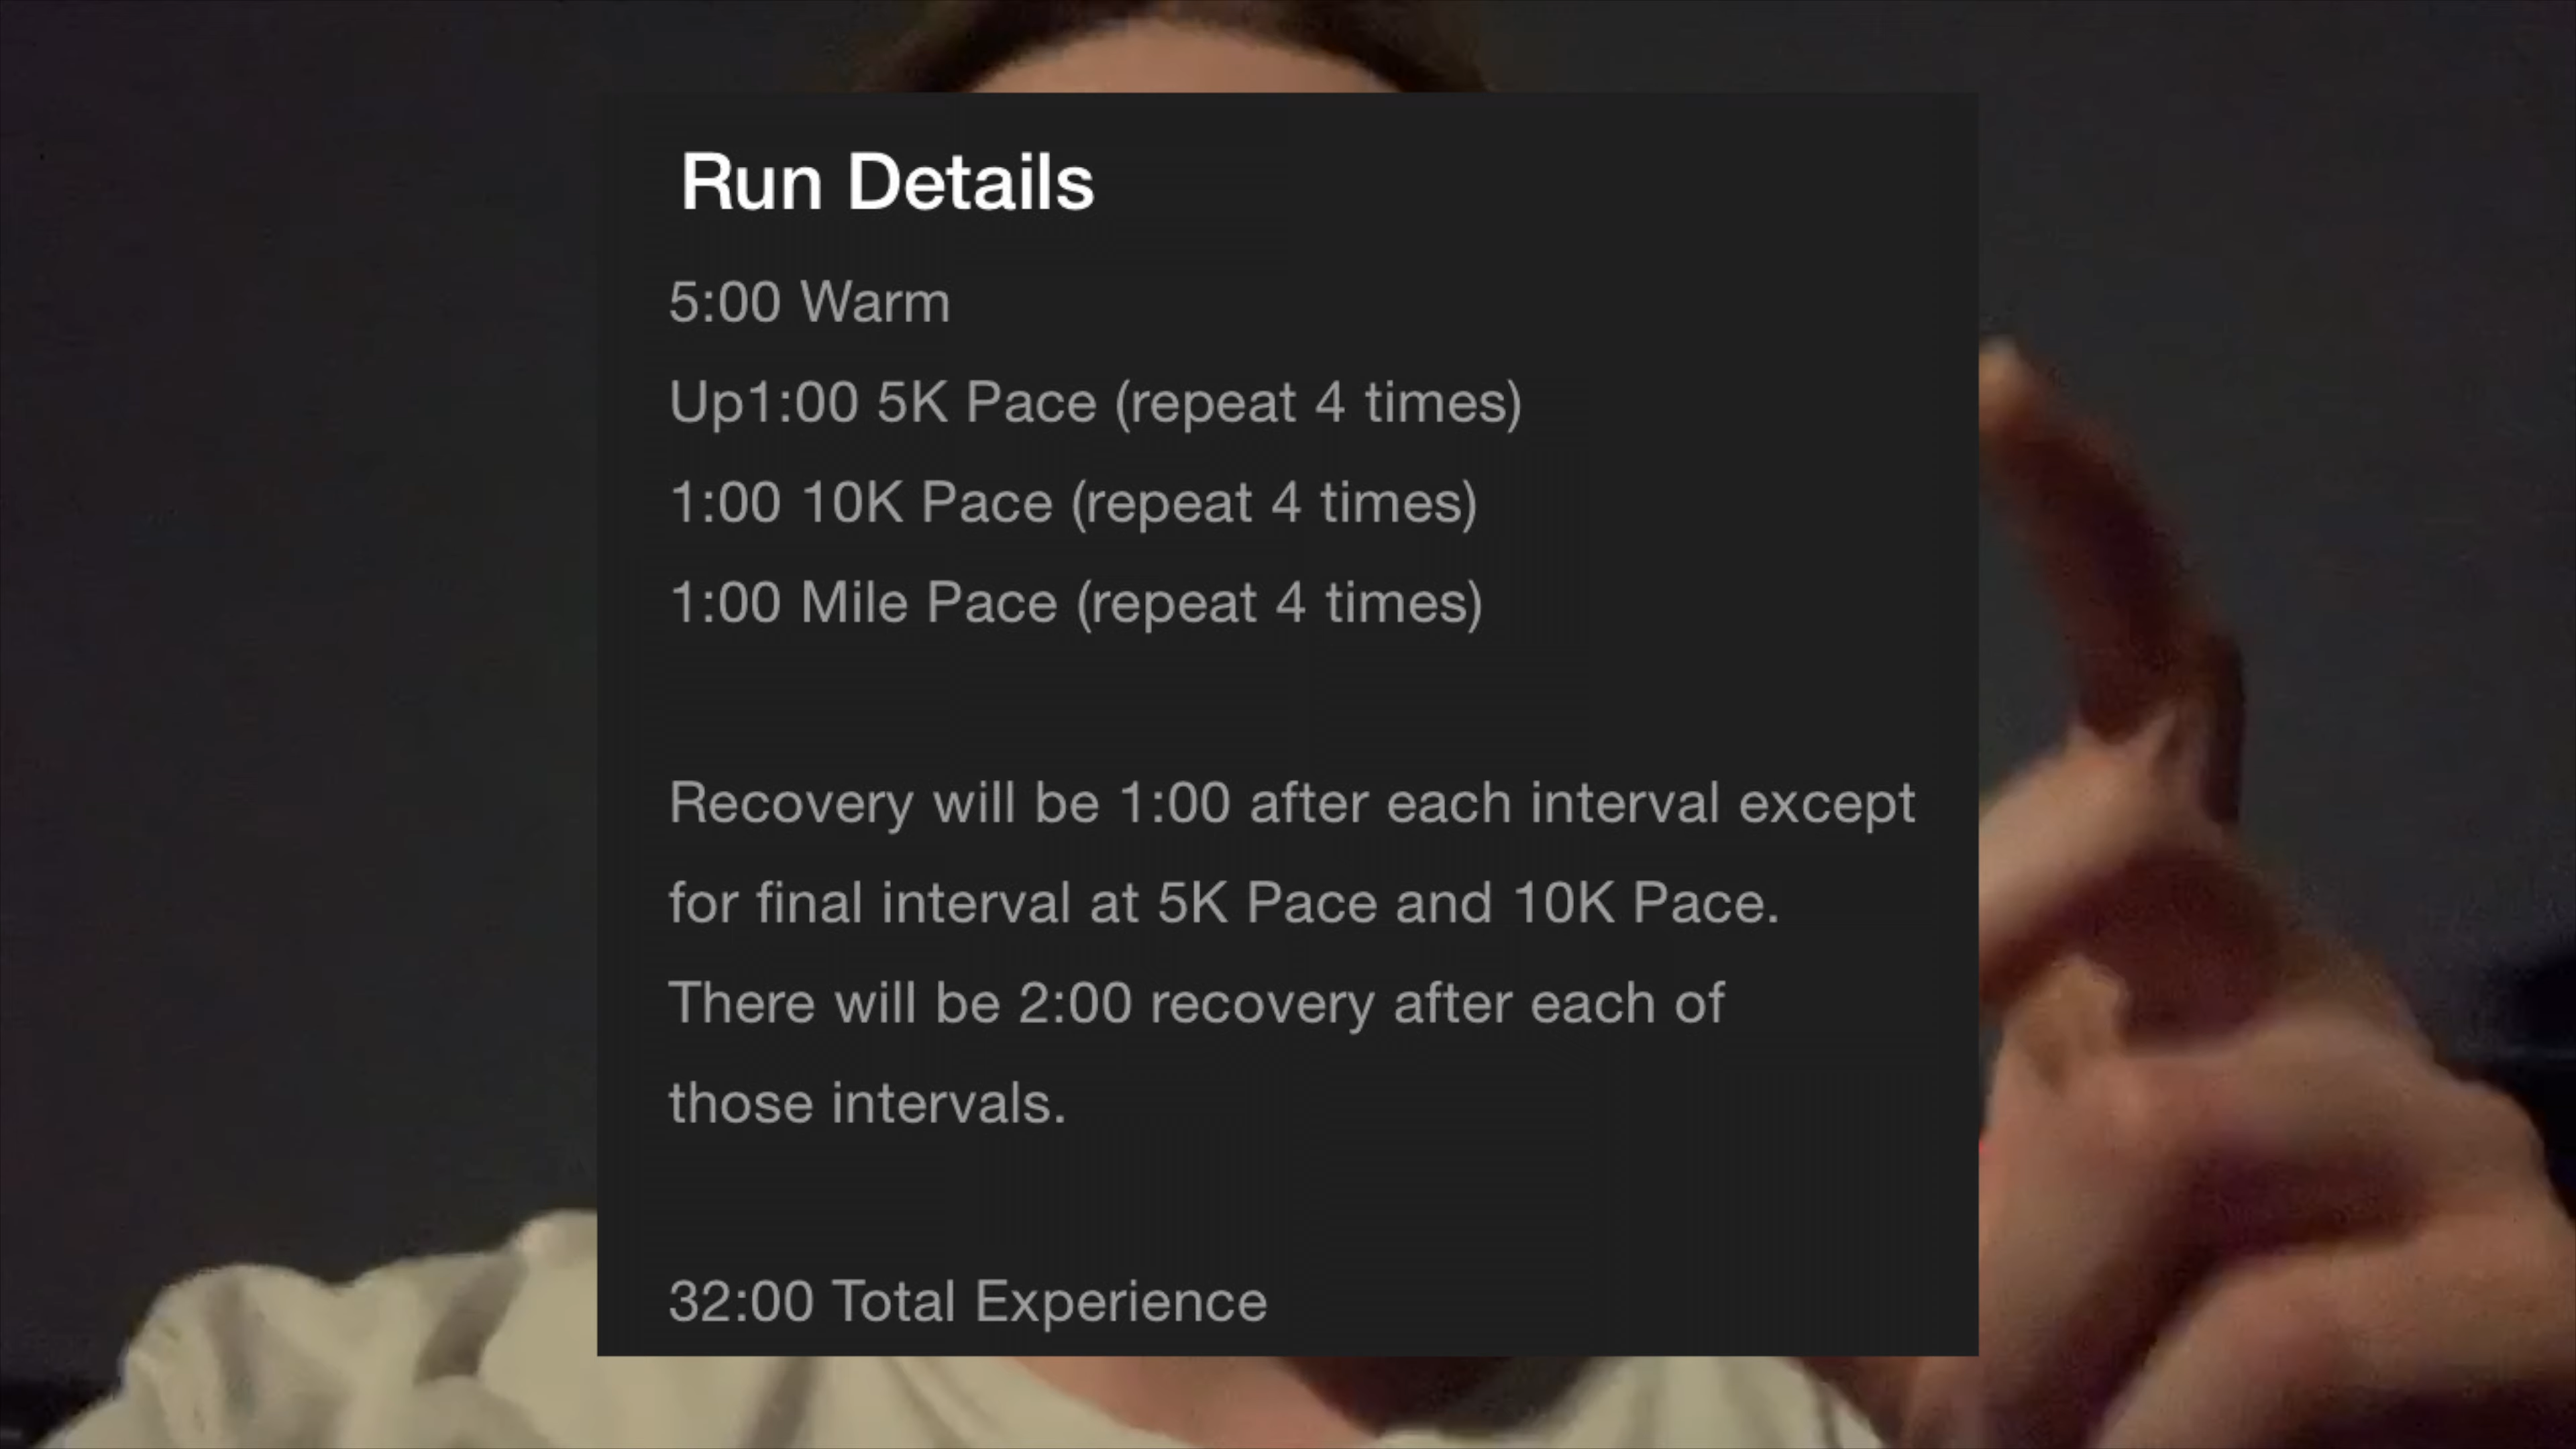 Run Details
5:00 Warm
Up1:00 5K Pace (repeat 4 times)
1:00 10K Pace (repeat 4 times)
1:00 Mile Pace (repeat 4 times)
Recovery will be 1:00 after each interval except
for final interval at 5K Pace and 10K Pace.
There will be 2:00 recovery after each of
those intervals.
32:00 Total Experience